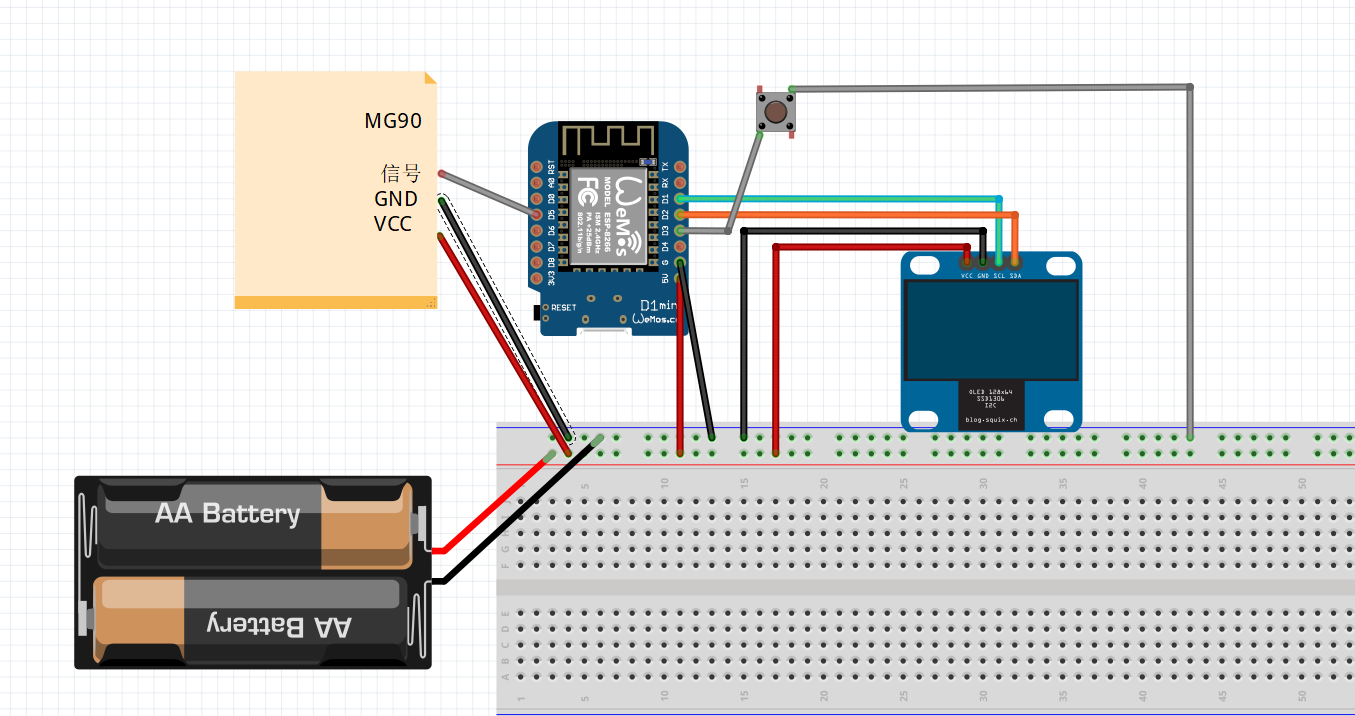 MG90
信号
GND
VCC
RST
A0
D0
D5
D6
D7
D8
3V3
TX
RX
D1
D2
D3
D4
G
5V
WeMos
MODEL ESP-8266
ISM 2.4GHz
PA +25dBm
802.11b/g/n
FC
RESET
D1 min
WeMos.c
VCC GND SCL SDA
OLED 128x64
SSD1306
I2C
blog.squix.ch
AA Battery
AA Battery
5 10 15 20 25 30 35 40 45 50
G
F
E
D
C
B
A
1 5 10 15 20 25 30 35 40 45 50